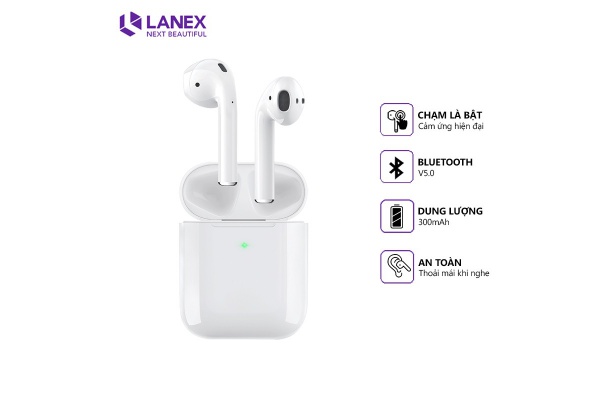 LANEX
NEXT BEAUTIFUL
CHẠM LÀ BẬT
Cảm ứng hiện đại
BLUETOOTH
V5.0
DUNG LƯỢNG
300mAh
AN TOÀN
Thoải mái khi nghe